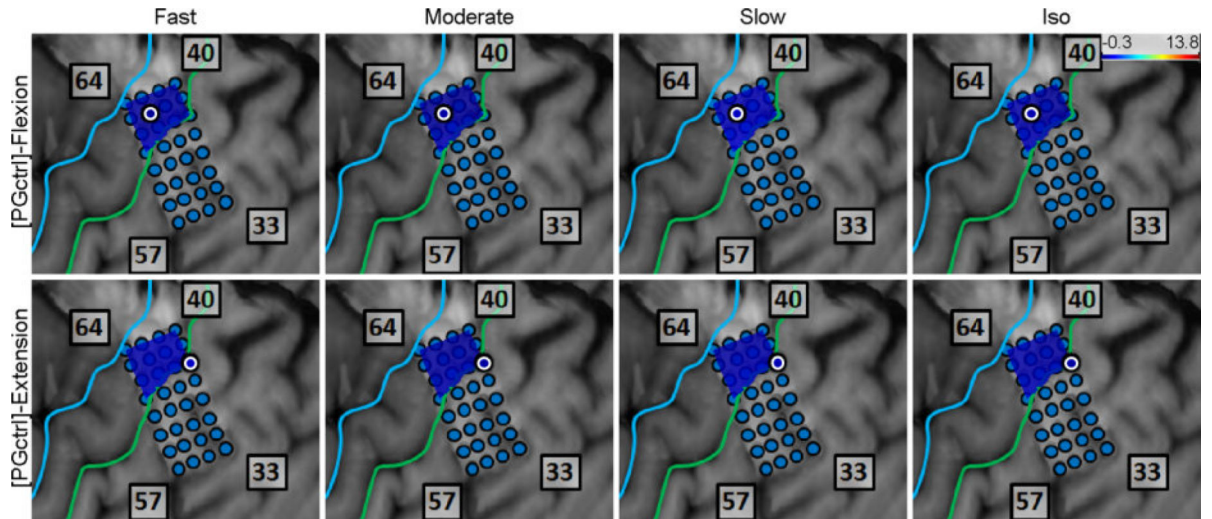 Fast Moderate Slow Iso
[PGctrl]-Flexion
64 40 64 40 64 40 64 40 -0.3 13.8
33 33 33 33
57 57 57 57
[PGctrl]-Extension
64 40 64 40 64 40 64 40
33 33 33 33
57 57 57 57